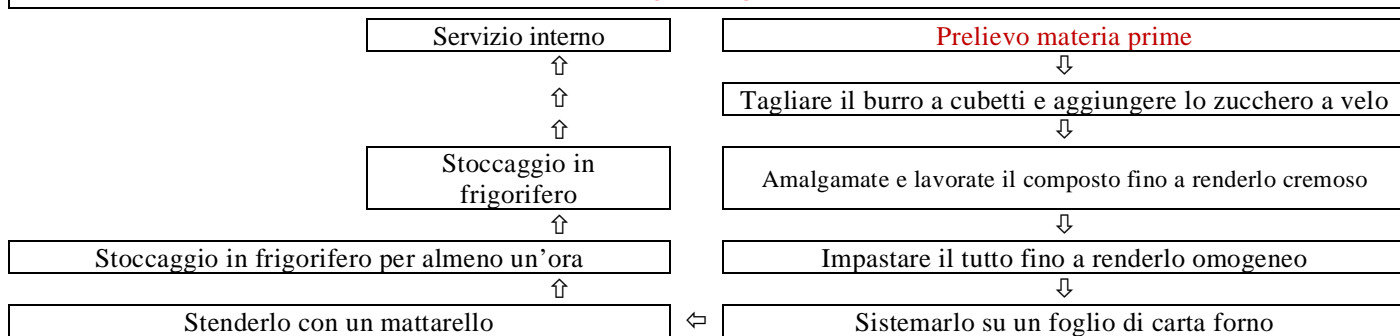 Servizio interno
Prelievo materia prime
Tagliare il burro a cubetti e aggiungere lo zucchero a velo
Stoccaggio in
frigorifero
Amalgamate e lavorate il composto fino a renderlo cremoso
Stoccaggio in frigorifero per almeno un’ora
Impastare il tutto fino a renderlo omogeneo
Stenderlo con un mattarello
Sistemarlo su un foglio di carta forno